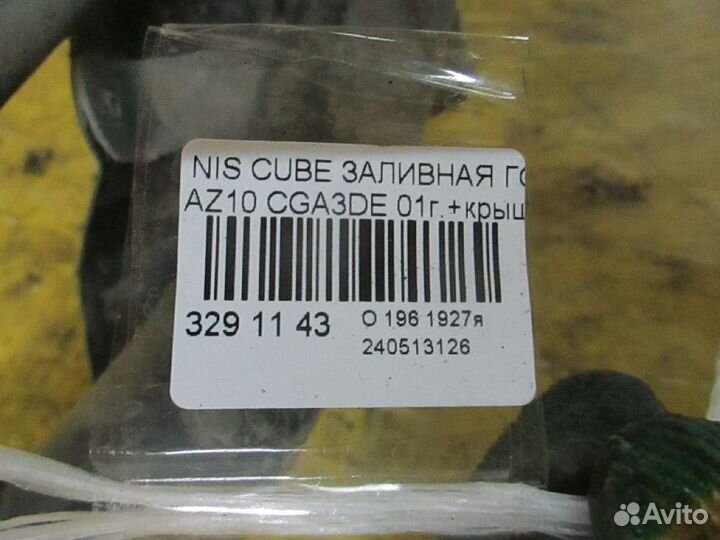 NIS CUBE ЗАЛИВНАЯ ГО
AZ10 CGA3DE 01г.+крыш
329 11 43
О 196 1927я
240513126
Avito